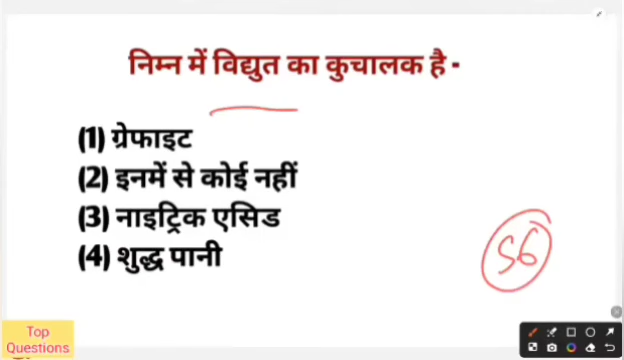 निम्न में विद्युत का कुचालक है -
(1) ग्रेफाइट
(2) इनमें से कोई नहीं
(3) नाइट्रिक एसिड
(4) शुद्ध पानी
56
Top
Questions